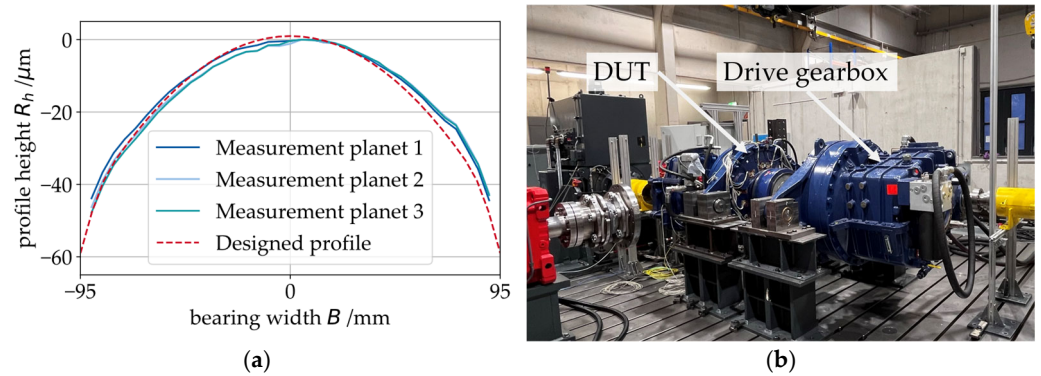 0
−20
−40
−60
profile height R_h /μm
Measurement planet 1
Measurement planet 2
Measurement planet 3
Designed profile
−95
0
95
bearing width B /mm
(a)
DUT
Drive gearbox
(b)